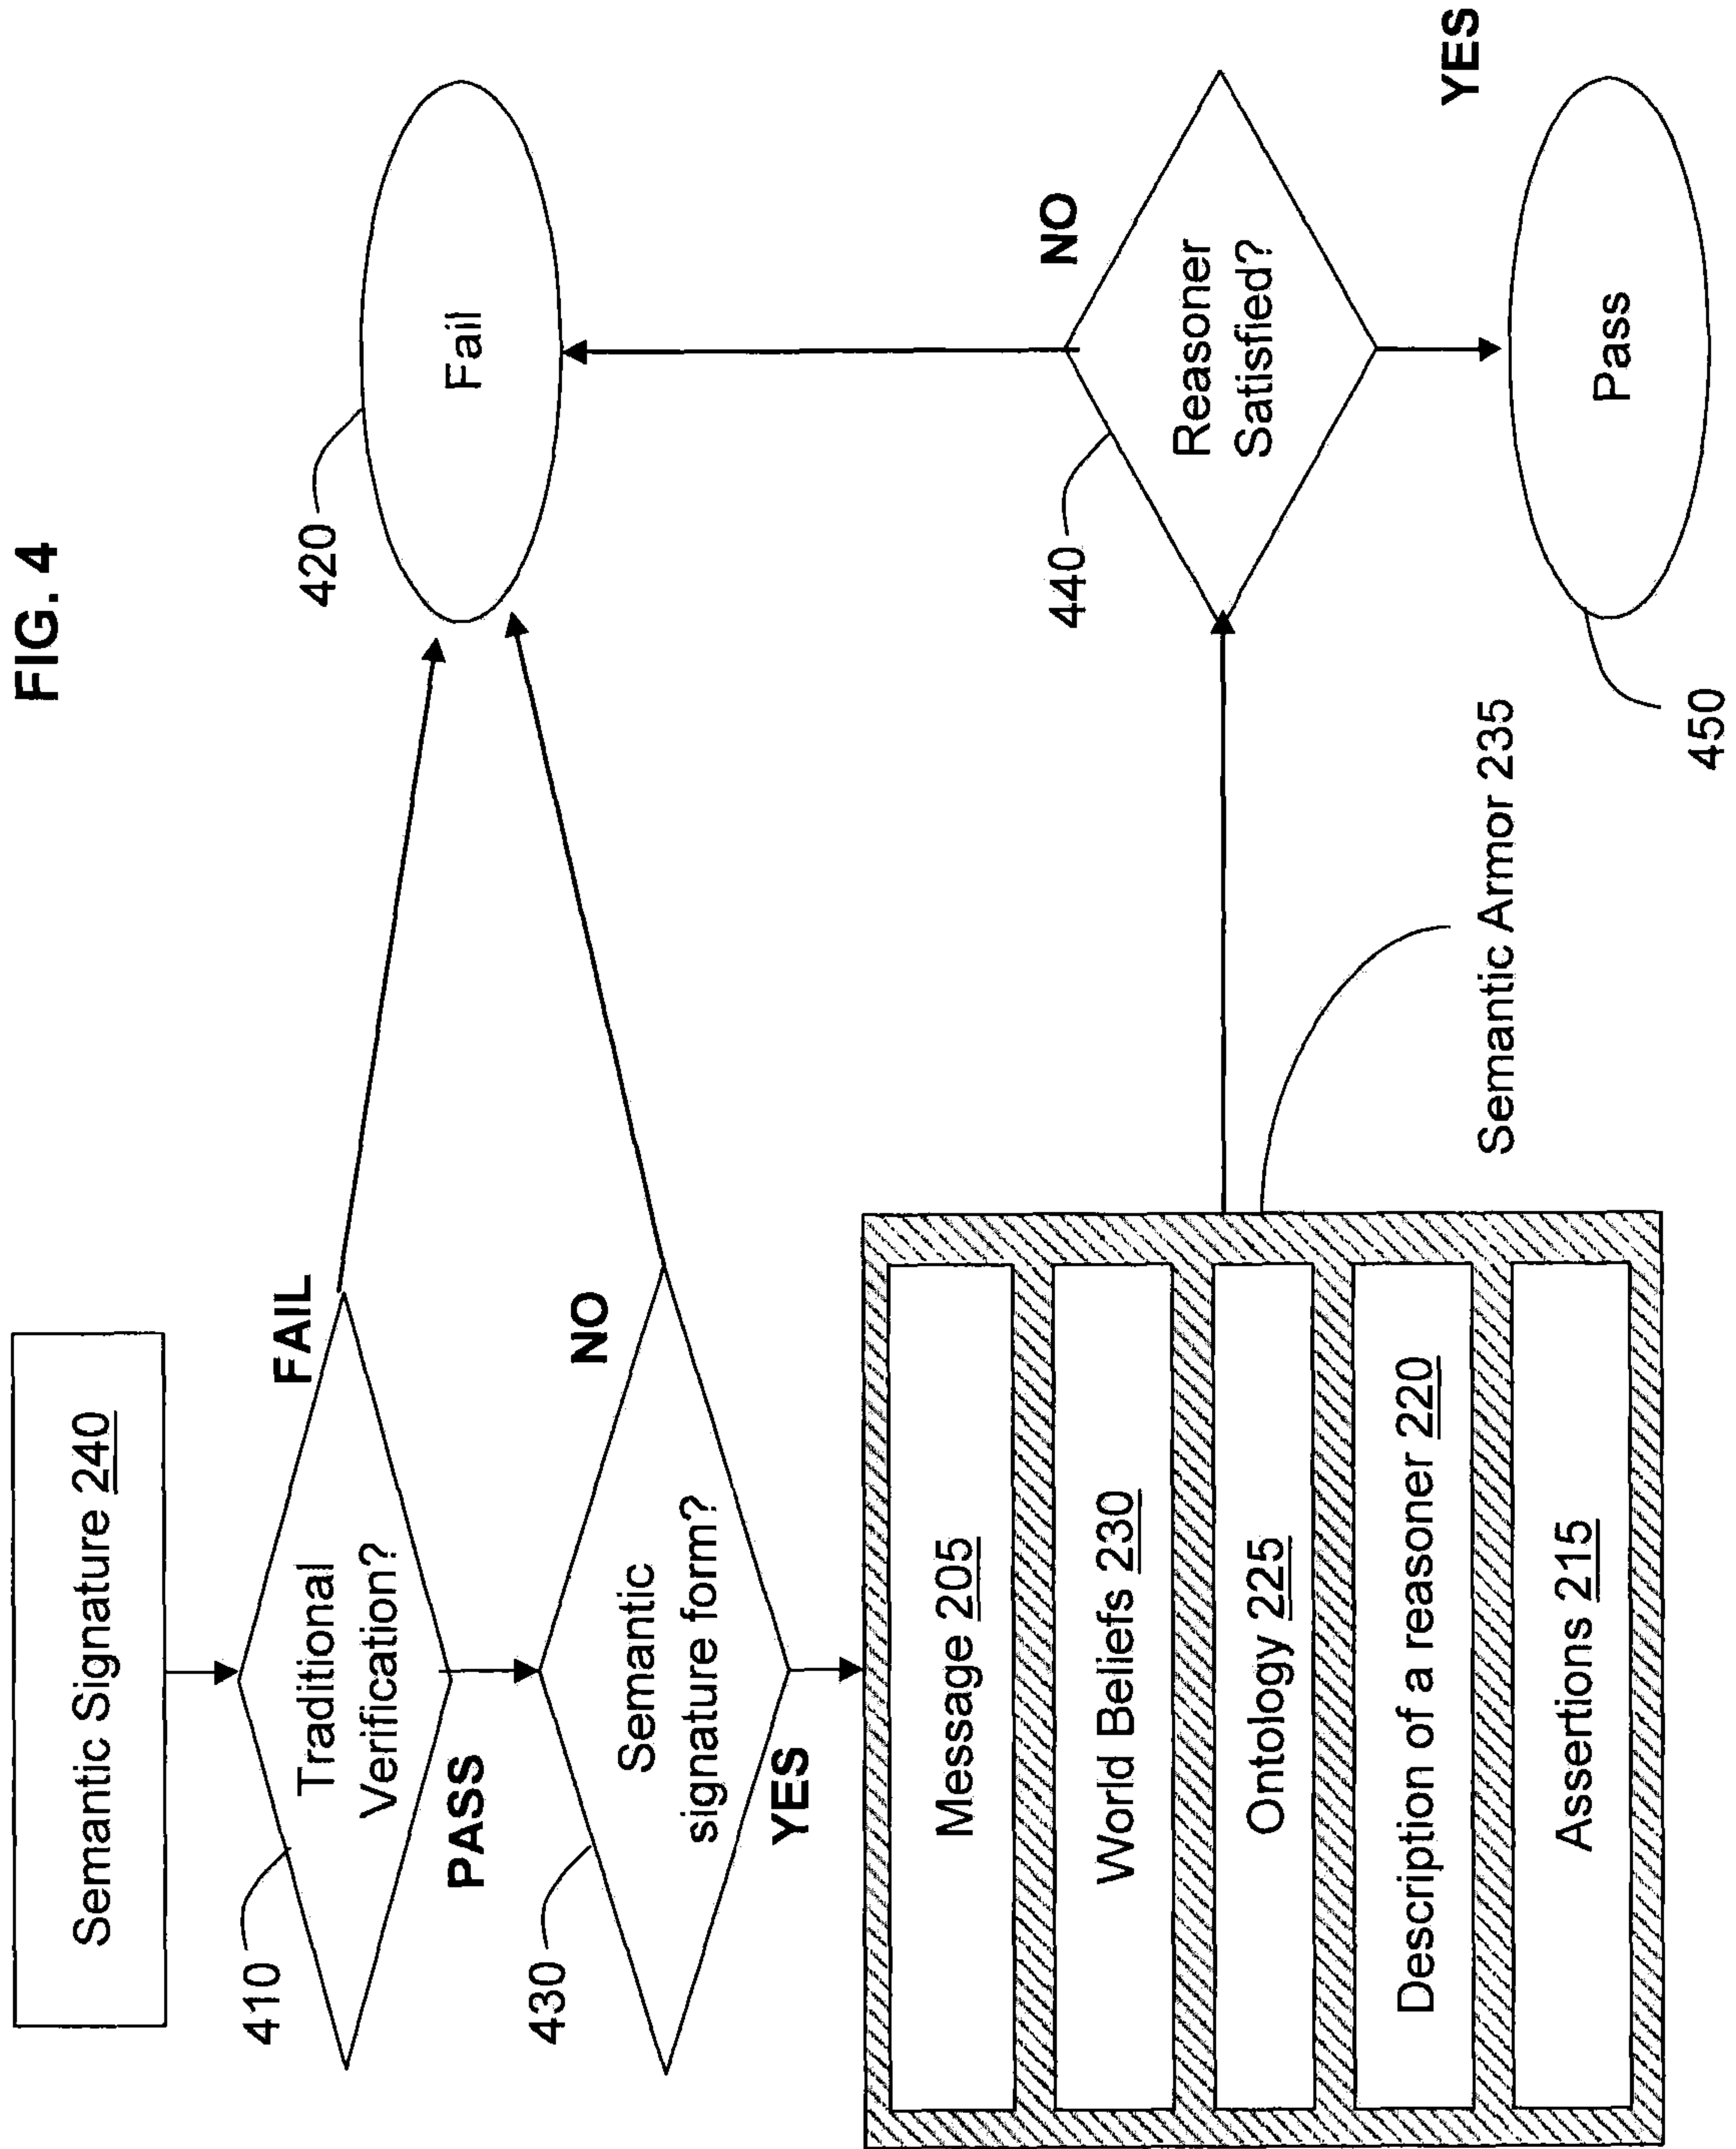 FIG. 4
Semantic Signature 240
410
Traditional
Verification?
FAIL
PASS
420
Fail
430
Semantic
signature form?
NO
YES
Message 205
World Beliefs 230
Ontology 225
Description of a reasoner 220
Assertions 215
Semantic Armor 235
440
Reasoner
Satisfied?
NO
YES
450
Pass